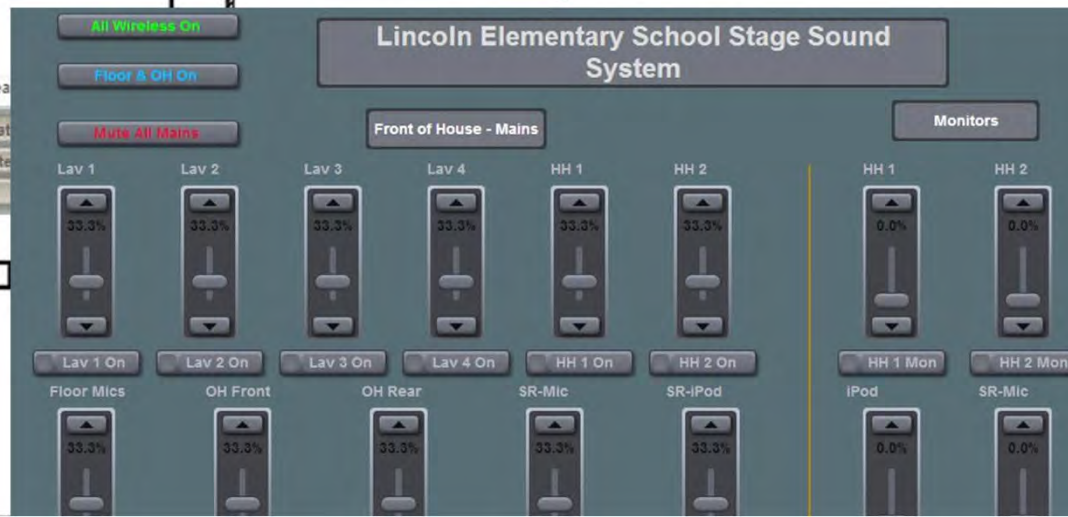 All Wireless On
Lincoln Elementary School Stage Sound
System
Floor & OH On
Mute All Mains
Front of House - Mains
Monitors
Lav 1 Lav 2 Lav 3 Lav 4 HH 1 HH 2 HH 1 HH 2
33.3% 33.3% 33.3% 33.3% 33.3% 33.3% 0.0% 0.0%
Lav 1 On Lav 2 On Lav 3 On Lav 4 On HH 1 On HH 2 On HH 1 Mon HH 2 Mon
Floor Mics OH Front OH Rear SR-Mic SR-iPod iPod SR-Mic
33.3% 33.3% 33.3% 33.3% 33.3% 0.0% 0.0%